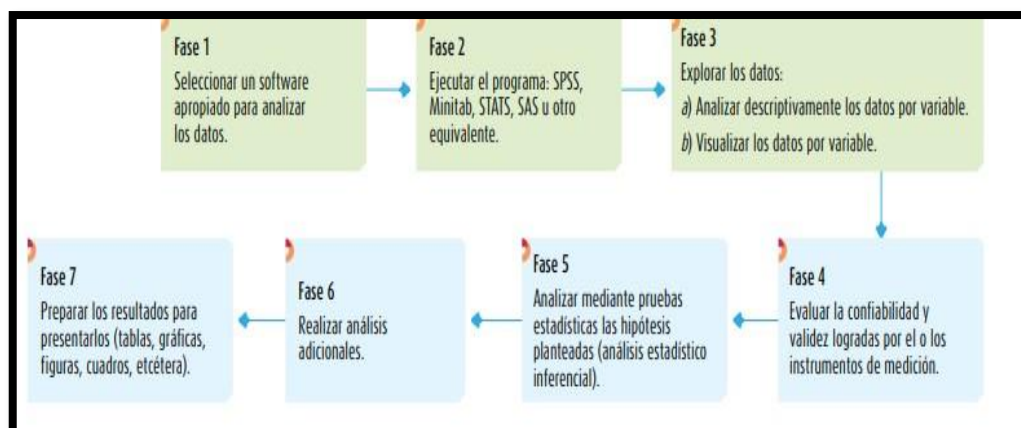 Fase 1
Seleccionar un software
apropiado para analizar
los datos.
Fase 2
Ejecutar el programa: SPSS,
Minitab, STATS, SAS u otro
equivalente.
Fase 3
Explorar los datos:
a) Analizar descriptivamente los datos por variable.
b) Visualizar los datos por variable.
Fase 4
Evaluar la confiabilidad y
validez logradas por el o los
instrumentos de medición.
Fase 5
Analizar mediante pruebas
estadísticas las hipótesis
planteadas (análisis estadístico
inferencial).
Fase 6
Realizar análisis
adicionales.
Fase 7
Preparar los resultados para
presentarlos (tablas, gráficas,
figuras, cuadros, etcétera).